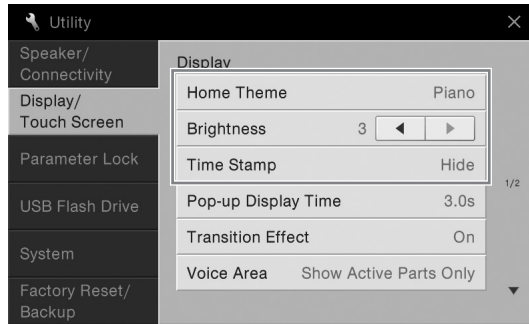 Utility
Speaker/
Connectivity
Display/
Touch Screen
Parameter Lock
USB Flash Drive
System
Factory Reset/
Backup
Display
Home Theme Piano
Brightness 3
Time Stamp Hide
Pop-up Display Time 3.0s
Transition Effect On
Voice Area Show Active Parts Only
1/2